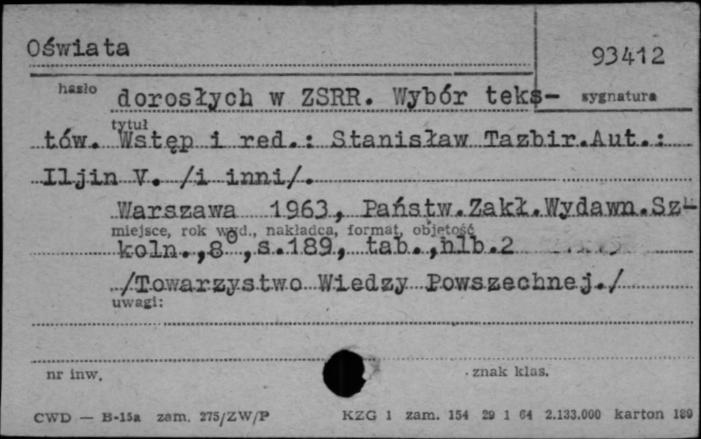 Oświata
93412
hasło
dorosłych w ZSRR. Wybór teks- sygnatura
tytuł
tów. Wstęp i red.: Stanisław Tazbir.Aut.:
Iljin V. /i inni/.
Warszawa 1963, Państw.Zakł.Wydawn.Sz-
miejsce, rok wyd., nakładca, format, objętość
koln.,8°,s.189, tab.,nlb.2
/Towarzystwo Wiedzy Powszechnej./
uwagi:
nr inw. znak klas.
CWD — B-15a zam. 275/ZW/P KZG 1 zam. 154 29 1 64 2.133.000 karton 189